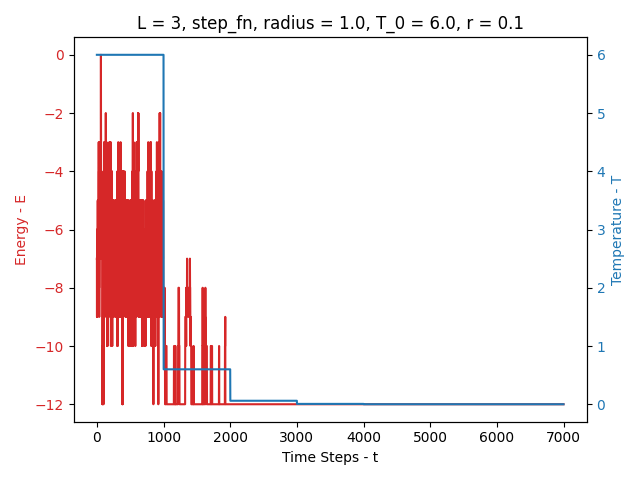 L = 3, step_fn, radius = 1.0, T_0 = 6.0, r = 0.1
0
−2
−4
−6
−8
−10
−12
Energy - E
6
5
4
3
2
1
0
Temperature - T
0 1000 2000 3000 4000 5000 6000 7000
Time Steps - t